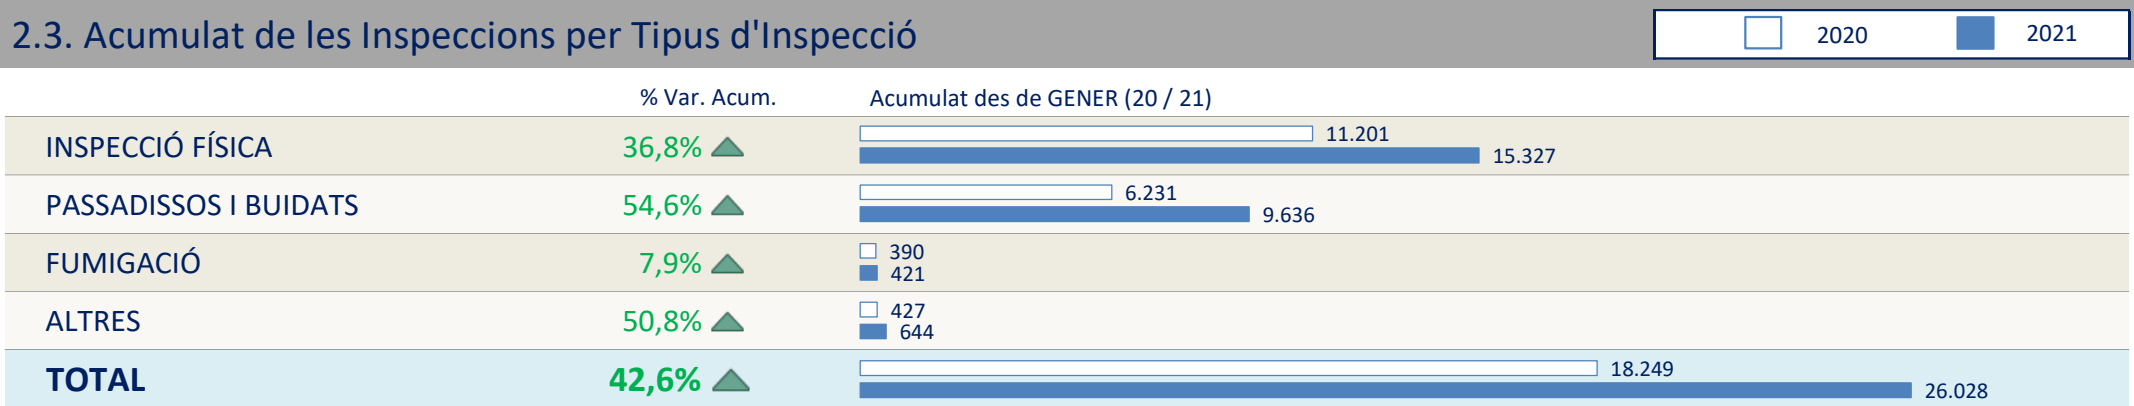 2.3. Acumulat de les Inspeccions per Tipus d'Inspecció
2020 2021
% Var. Acum. Acumulat des de GENER (20 / 21)
INSPECCIÓ FÍSICA 36,8% 11.201
15.327
PASSADISSOS I BUIDATS 54,6% 6.231
9.636
FUMIGACIÓ 7,9% 390
421
ALTRES 50,8% 427
644
TOTAL 42,6% 18.249
26.028